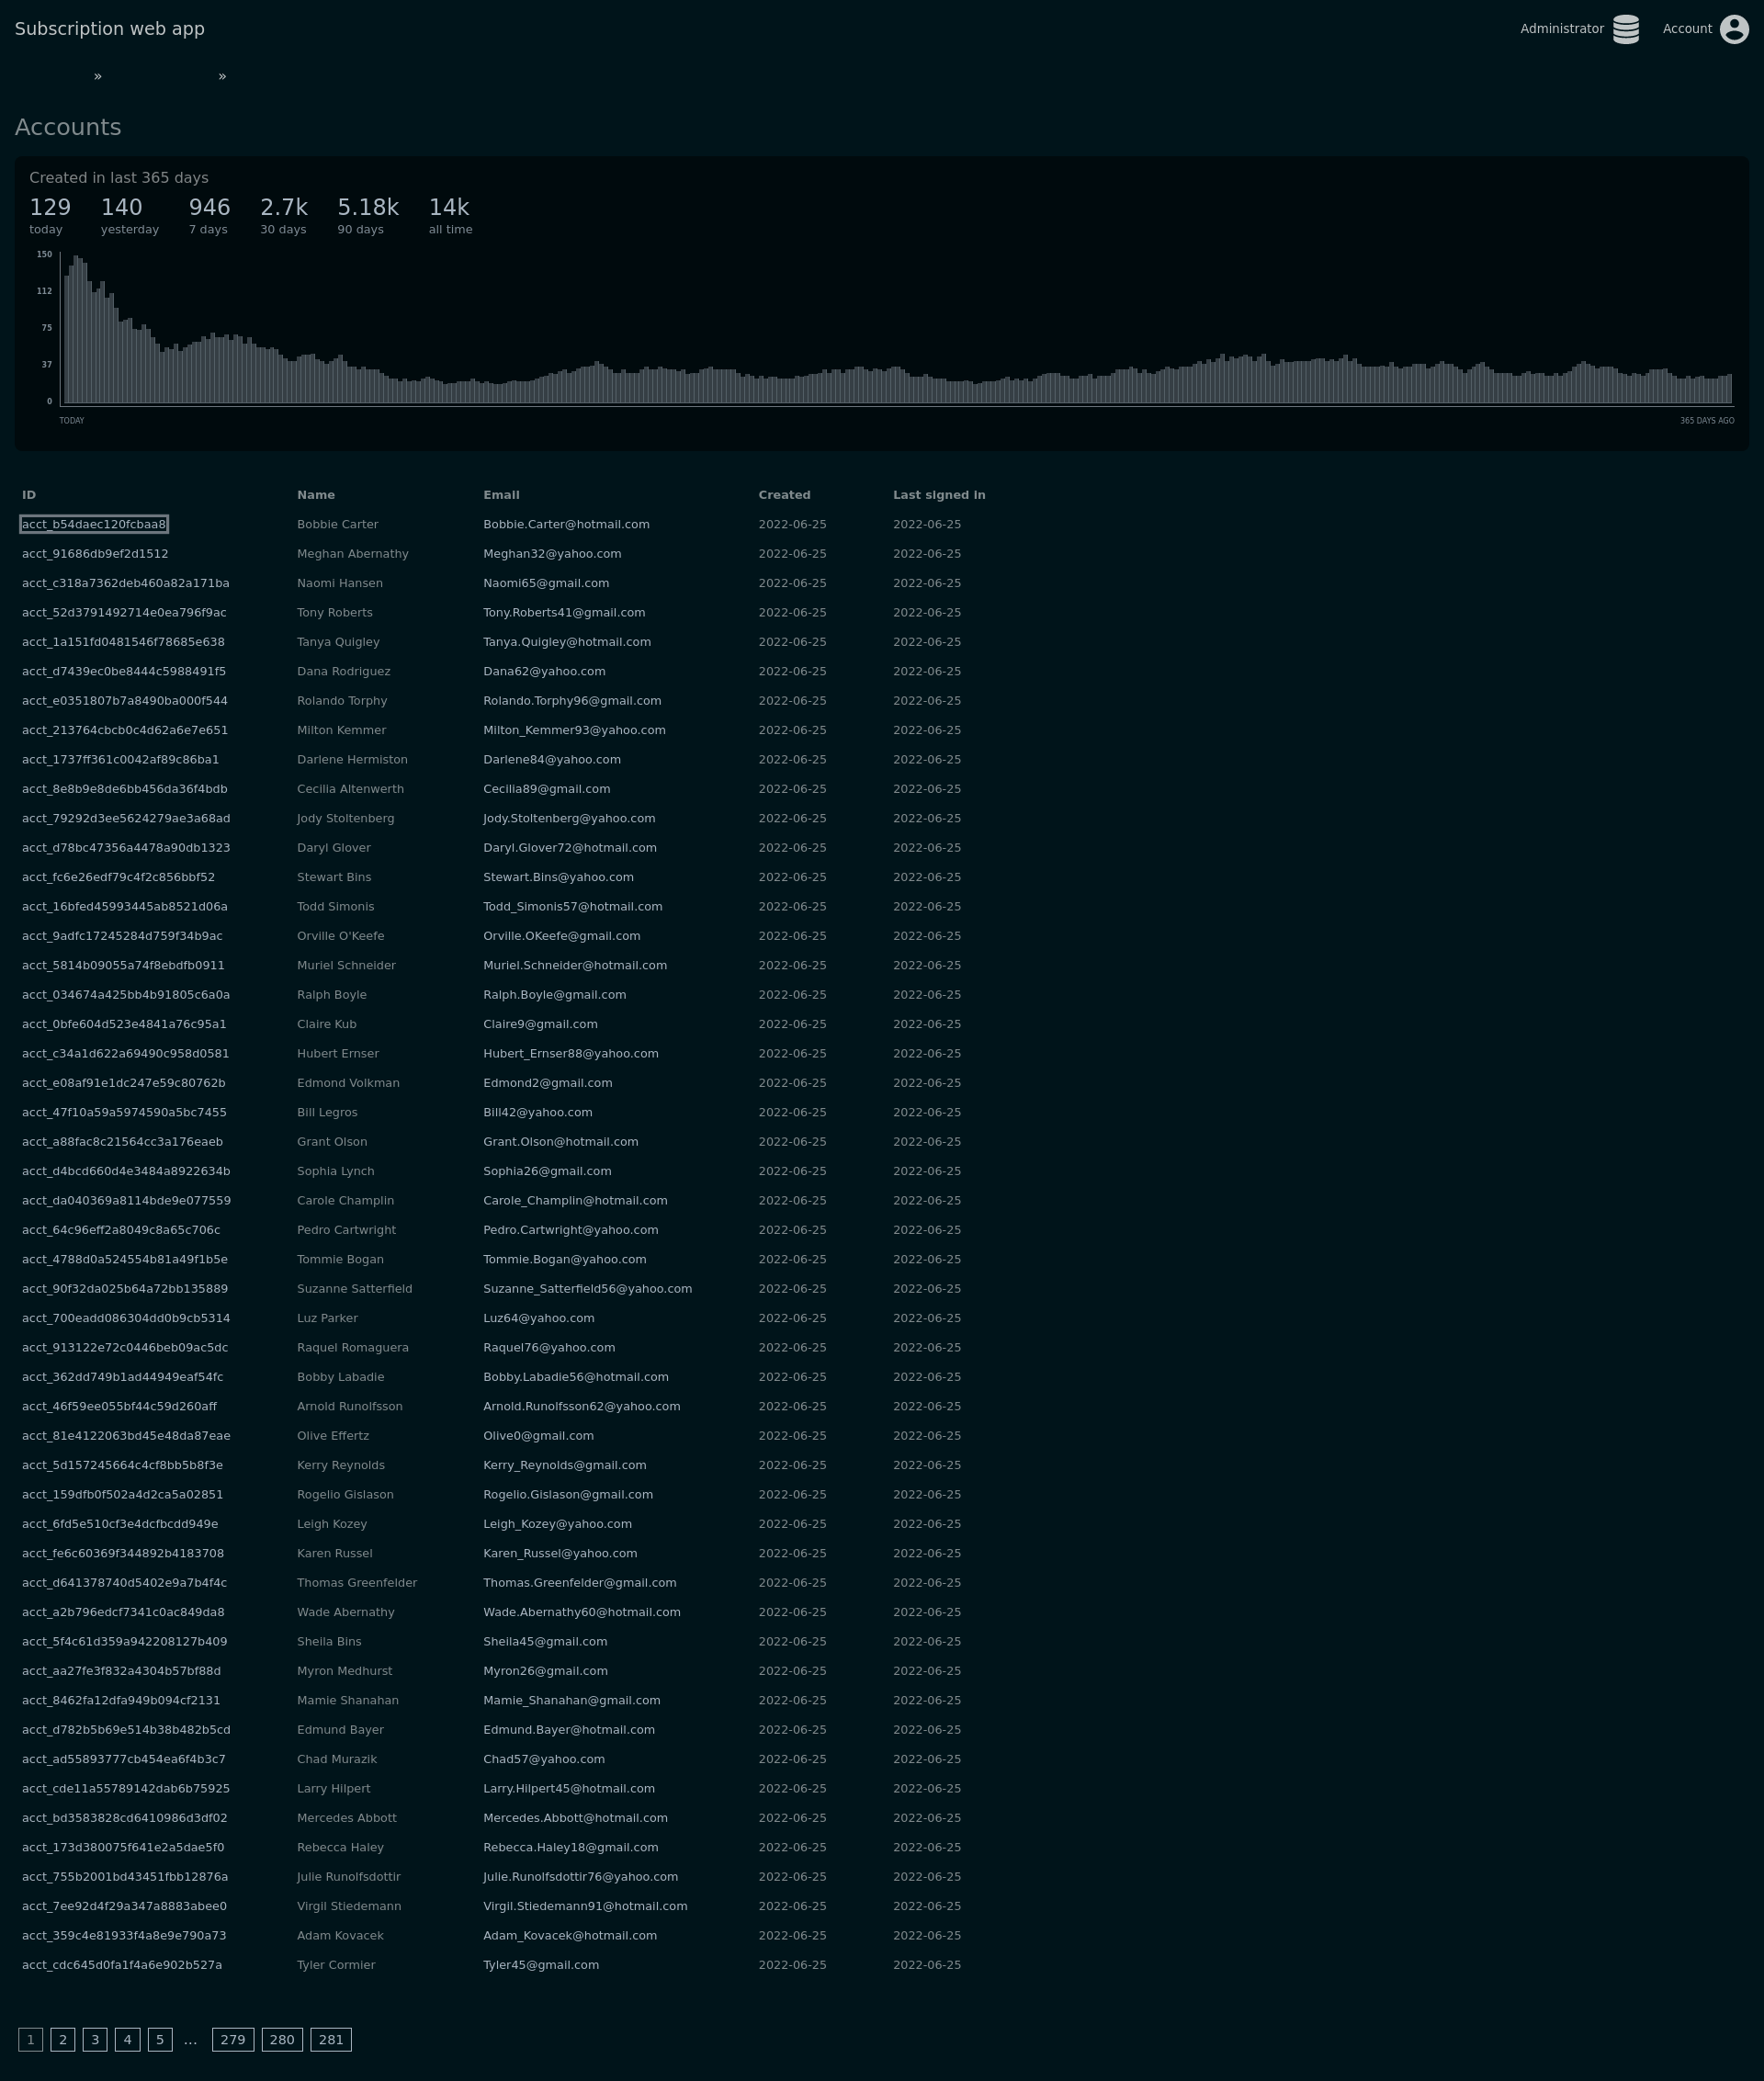 Subscription web app Administrator Account
» »
Accounts
Created in last 365 days
129 140 946 2.7k 5.18k 14k
today yesterday 7 days 30 days 90 days all time
150
112
75
37
0
TODAY 365 DAYS AGO
ID Name Email Created Last signed in
acct_b54daec120fcbaa8 Bobbie Carter Bobbie.Carter@hotmail.com 2022-06-25 2022-06-25
acct_91686db9ef2d1512 Meghan Abernathy Meghan32@yahoo.com 2022-06-25 2022-06-25
acct_c318a7362deb460a82a171ba Naomi Hansen Naomi65@gmail.com 2022-06-25 2022-06-25
acct_52d3791492714e0ea796f9ac Tony Roberts Tony.Roberts41@gmail.com 2022-06-25 2022-06-25
acct_1a151fd0481546f78685e638 Tanya Quigley Tanya.Quigley@hotmail.com 2022-06-25 2022-06-25
acct_d7439ec0be8444c5988491f5 Dana Rodriguez Dana62@yahoo.com 2022-06-25 2022-06-25
acct_e0351807b7a8490ba000f544 Rolando Torphy Rolando.Torphy96@gmail.com 2022-06-25 2022-06-25
acct_213764cbcb0c4d62a6e7e651 Milton Kemmer Milton_Kemmer93@yahoo.com 2022-06-25 2022-06-25
acct_1737ff361c0042af89c86ba1 Darlene Hermiston Darlene84@yahoo.com 2022-06-25 2022-06-25
acct_8e8b9e8de6bb456da36f4bdb Cecilia Altenwerth Cecilia89@gmail.com 2022-06-25 2022-06-25
acct_79292d3ee5624279ae3a68ad Jody Stoltenberg Jody.Stoltenberg@yahoo.com 2022-06-25 2022-06-25
acct_d78bc47356a4478a90db1323 Daryl Glover Daryl.Glover72@hotmail.com 2022-06-25 2022-06-25
acct_fc6e26edf79c4f2c856bbf52 Stewart Bins Stewart.Bins@yahoo.com 2022-06-25 2022-06-25
acct_16bfed45993445ab8521d06a Todd Simonis Todd_Simonis57@hotmail.com 2022-06-25 2022-06-25
acct_9adfc17245284d759f34b9ac Orville O'Keefe Orville.OKeefe@gmail.com 2022-06-25 2022-06-25
acct_5814b09055a74f8ebdfb0911 Muriel Schneider Muriel.Schneider@hotmail.com 2022-06-25 2022-06-25
acct_034674a425bb4b91805c6a0a Ralph Boyle Ralph.Boyle@gmail.com 2022-06-25 2022-06-25
acct_0bfe604d523e4841a76c95a1 Claire Kub Claire9@gmail.com 2022-06-25 2022-06-25
acct_c34a1d622a69490c958d0581 Hubert Ernser Hubert_Ernser88@yahoo.com 2022-06-25 2022-06-25
acct_e08af91e1dc247e59c80762b Edmond Volkman Edmond2@gmail.com 2022-06-25 2022-06-25
acct_47f10a59a5974590a5bc7455 Bill Legros Bill42@yahoo.com 2022-06-25 2022-06-25
acct_a88fac8c21564cc3a176eaeb Grant Olson Grant.Olson@hotmail.com 2022-06-25 2022-06-25
acct_d4bcd660d4e3484a8922634b Sophia Lynch Sophia26@gmail.com 2022-06-25 2022-06-25
acct_da040369a8114bde9e077559 Carole Champlin Carole_Champlin@hotmail.com 2022-06-25 2022-06-25
acct_64c96eff2a8049c8a65c706c Pedro Cartwright Pedro.Cartwright@yahoo.com 2022-06-25 2022-06-25
acct_4788d0a524554b81a49f1b5e Tommie Bogan Tommie.Bogan@yahoo.com 2022-06-25 2022-06-25
acct_90f32da025b64a72bb135889 Suzanne Satterfield Suzanne_Satterfield56@yahoo.com 2022-06-25 2022-06-25
acct_700eadd086304dd0b9cb5314 Luz Parker Luz64@yahoo.com 2022-06-25 2022-06-25
acct_913122e72c0446beb09ac5dc Raquel Romaguera Raquel76@yahoo.com 2022-06-25 2022-06-25
acct_362dd749b1ad44949eaf54fc Bobby Labadie Bobby.Labadie56@hotmail.com 2022-06-25 2022-06-25
acct_46f59ee055bf44c59d260aff Arnold Runolfsson Arnold.Runolfsson62@yahoo.com 2022-06-25 2022-06-25
acct_81e4122063bd45e48da87eae Olive Effertz Olive0@gmail.com 2022-06-25 2022-06-25
acct_5d157245664c4cf8bb5b8f3e Kerry Reynolds Kerry_Reynolds@gmail.com 2022-06-25 2022-06-25
acct_159dfb0f502a4d2ca5a02851 Rogelio Gislason Rogelio.Gislason@gmail.com 2022-06-25 2022-06-25
acct_6fd5e510cf3e4dcfbcdd949e Leigh Kozey Leigh_Kozey@yahoo.com 2022-06-25 2022-06-25
acct_fe6c60369f344892b4183708 Karen Russel Karen_Russel@yahoo.com 2022-06-25 2022-06-25
acct_d641378740d5402e9a7b4f4c Thomas Greenfelder Thomas.Greenfelder@gmail.com 2022-06-25 2022-06-25
acct_a2b796edcf7341c0ac849da8 Wade Abernathy Wade.Abernathy60@hotmail.com 2022-06-25 2022-06-25
acct_5f4c61d359a942208127b409 Sheila Bins Sheila45@gmail.com 2022-06-25 2022-06-25
acct_aa27fe3f832a4304b57bf88d Myron Medhurst Myron26@gmail.com 2022-06-25 2022-06-25
acct_8462fa12dfa949b094cf2131 Mamie Shanahan Mamie_Shanahan@gmail.com 2022-06-25 2022-06-25
acct_d782b5b69e514b38b482b5cd Edmund Bayer Edmund.Bayer@hotmail.com 2022-06-25 2022-06-25
acct_ad55893777cb454ea6f4b3c7 Chad Murazik Chad57@yahoo.com 2022-06-25 2022-06-25
acct_cde11a55789142dab6b75925 Larry Hilpert Larry.Hilpert45@hotmail.com 2022-06-25 2022-06-25
acct_bd3583828cd6410986d3df02 Mercedes Abbott Mercedes.Abbott@hotmail.com 2022-06-25 2022-06-25
acct_173d380075f641e2a5dae5f0 Rebecca Haley Rebecca.Haley18@gmail.com 2022-06-25 2022-06-25
acct_755b2001bd43451fbb12876a Julie Runolfsdottir Julie.Runolfsdottir76@yahoo.com 2022-06-25 2022-06-25
acct_7ee92d4f29a347a8883abee0 Virgil Stiedemann Virgil.Stiedemann91@hotmail.com 2022-06-25 2022-06-25
acct_359c4e81933f4a8e9e790a73 Adam Kovacek Adam_Kovacek@hotmail.com 2022-06-25 2022-06-25
acct_cdc645d0fa1f4a6e902b527a Tyler Cormier Tyler45@gmail.com 2022-06-25 2022-06-25
1 2 3 4 5 ... 279 280 281